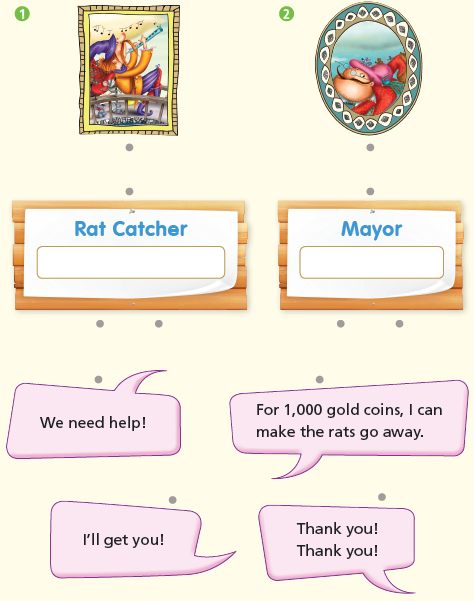 1
2
Rat Catcher
Mayor
We need help!
For 1,000 gold coins, I can
make the rats go away.
I'll get you!
Thank you!
Thank you!